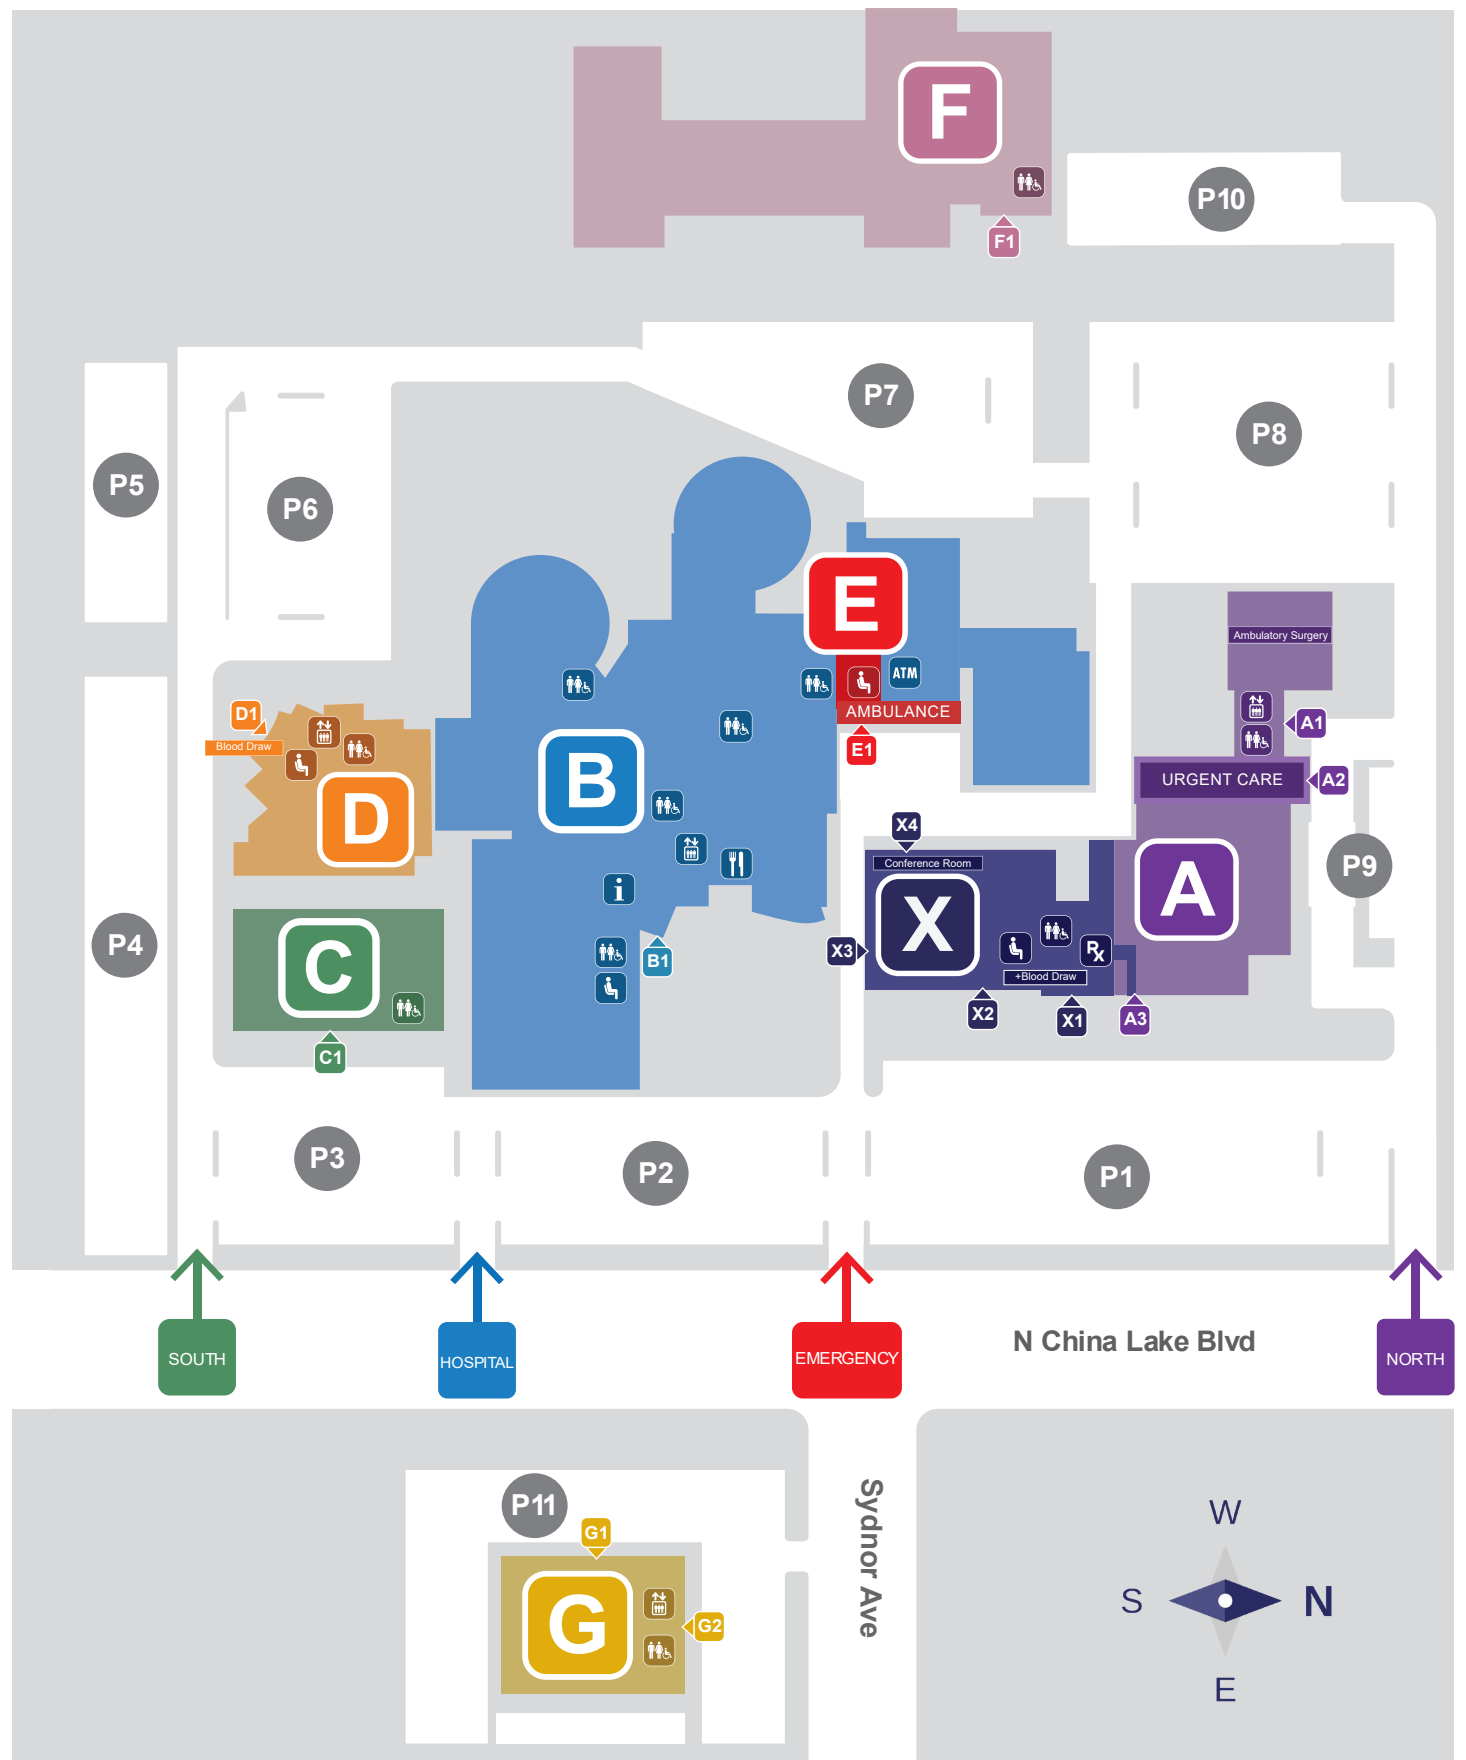 F
P10
F1
P7
P8
P5
P6
E
Ambulatory Surgery
ATM
D1
AMBULANCE
A1
Blood Draw
E1
B
URGENT CARE
A2
D
X4
Conference Room
P9
i
A
X
P4
C
X3
B1
Rx
+Blood Draw
X2
X1
A3
C1
P3
P2
P1
SOUTH
HOSPITAL
EMERGENCY
N China Lake Blvd
NORTH
P11
Sydnor Ave
G1
W
G
G2
S
N
E